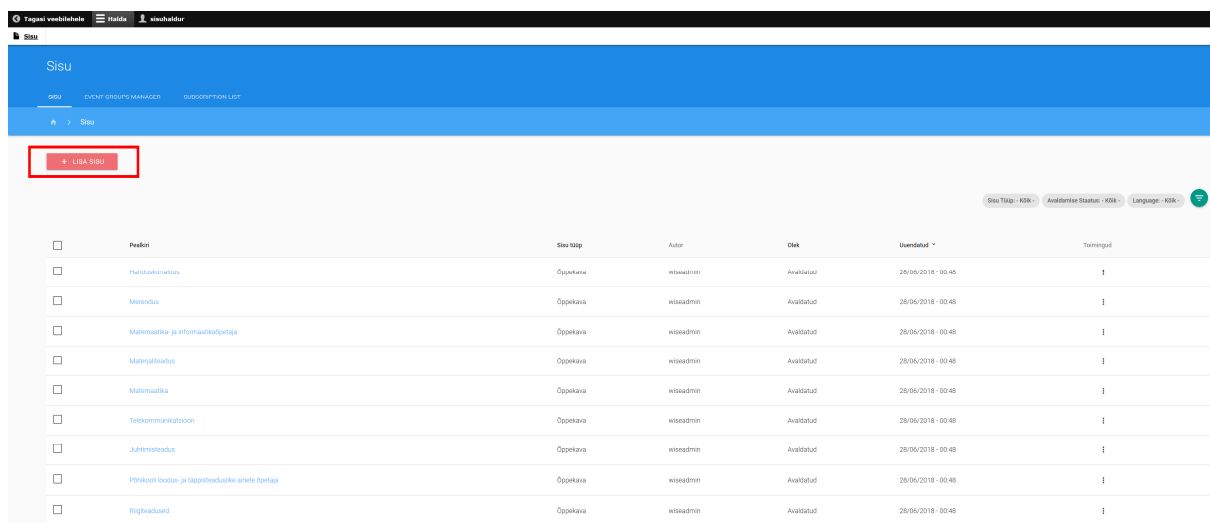 Tagasi veebilehele Halda sisuhaldur
Sisu
Sisu
SISU EVENT GROUPS MANAGER SUBSCRIPTION LIST
> Sisu
+ LISA SISU
Sisu Tüüp: - Kõik - Avaldamise Staatus: - Kõik - Language: - Kõik -
Pealkiri Sisu tüüp Autor Olek Uuendatud Toimingud
Hariduskorraldus Õppekava wiseadmin Avaldatud 28/06/2018 - 00:48
Merendus Õppekava wiseadmin Avaldatud 28/06/2018 - 00:48
Matemaatika- ja informaatikaõpetaja Õppekava wiseadmin Avaldatud 28/06/2018 - 00:48
Materjaliteadus Õppekava wiseadmin Avaldatud 28/06/2018 - 00:48
Matemaatika Õppekava wiseadmin Avaldatud 28/06/2018 - 00:48
Telekommunikatsioon Õppekava wiseadmin Avaldatud 28/06/2018 - 00:48
Juhtimisteadus Õppekava wiseadmin Avaldatud 28/06/2018 - 00:48
Põhikooli loodus- ja täppisteaduslike ainete õpetaja Õppekava wiseadmin Avaldatud 28/06/2018 - 00:48
Riigiteadused Õppekava wiseadmin Avaldatud 28/06/2018 - 00:48